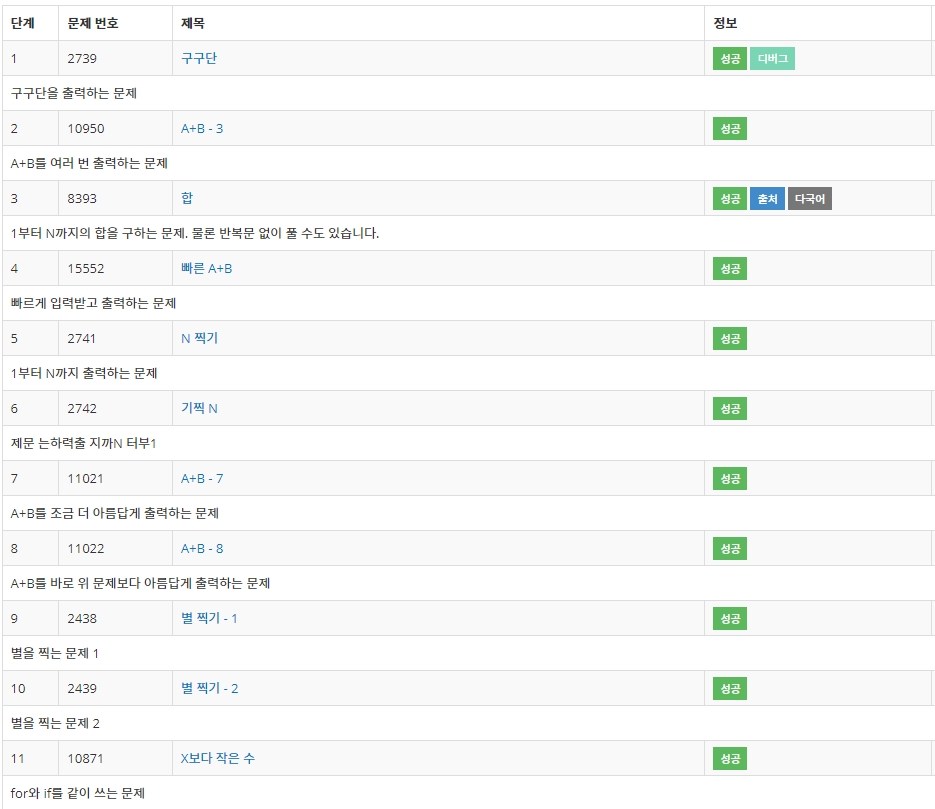 단계 문제 번호 제목 정보
1 2739 구구단 성공 디버그
구구단을 출력하는 문제
2 10950 A+B - 3 성공
A+B를 여러 번 출력하는 문제
3 8393 합 성공 출처 다국어
1부터 N까지의 합을 구하는 문제. 물론 반복문 없이 풀 수도 있습니다.
4 15552 빠른 A+B 성공
빠르게 입력받고 출력하는 문제
5 2741 N 찍기 성공
1부터 N까지 출력하는 문제
6 2742 기찍 N 성공
제문 는하력출 지까N 터부1
7 11021 A+B - 7 성공
A+B를 조금 더 아름답게 출력하는 문제
8 11022 A+B - 8 성공
A+B를 바로 위 문제보다 아름답게 출력하는 문제
9 2438 별 찍기 - 1 성공
별을 찍는 문제 1
10 2439 별 찍기 - 2 성공
별을 찍는 문제 2
11 10871 X보다 작은 수 성공
for와 if를 같이 쓰는 문제